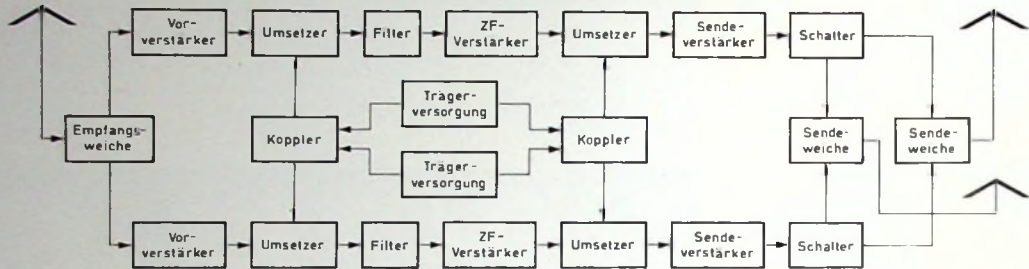 Vor-
verstärker
Umsetzer
Filter
ZF-
Verstärker
Umsetzer
Sende-
verstärker
Schalter
Empfangs-
weiche
Koppler
Träger-
versorgung
Träger-
versorgung
Koppler
Sende-
weiche
Sende-
weiche
Vor-
verstärker
Umsetzer
Filter
ZF-
Verstärker
Umsetzer
Sende-
verstärker
Schalter